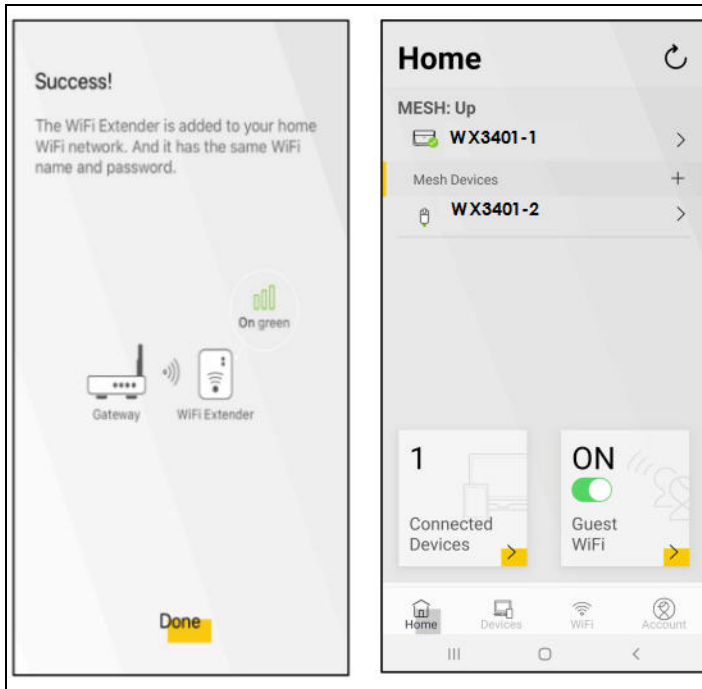 Success!
The WiFi Extender is added to your home
WiFi network. And it has the same WiFi
name and password.
On green
Gateway
WiFi Extender
Done
Home
MESH: Up
WX3401-1
Mesh Devices
WX3401-2
1
Connected
Devices
ON
Guest
WiFi
Home
Devices
WiFi
Account